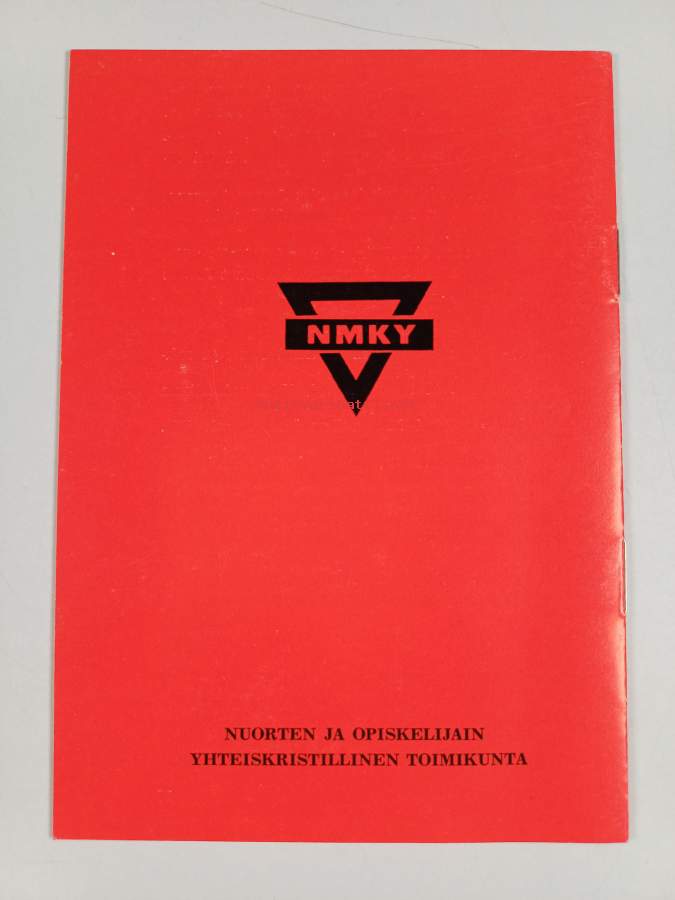 NMKY
NUORTEN JA OPISKELIJAIN
YHTEISKRISTILLINEN TOIMIKUNTA